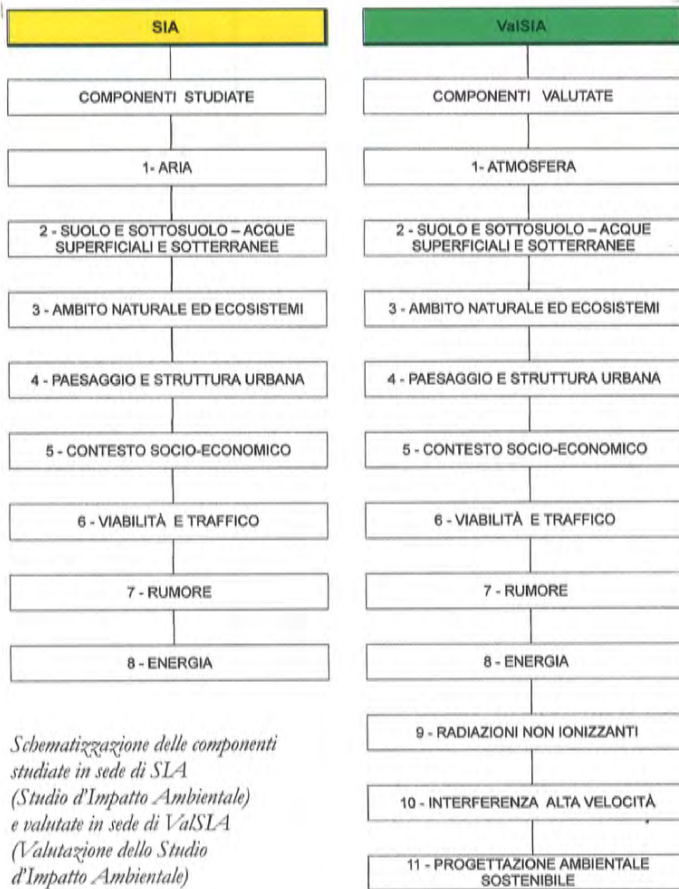 SIA
COMPONENTI STUDIATE
1- ARIA
2 - SUOLO E SOTTOSUOLO – ACQUE
SUPERFICIALI E SOTTERRANEE
3 - AMBITO NATURALE ED ECOSISTEMI
4 - PAESAGGIO E STRUTTURA URBANA
5 - CONTESTO SOCIO-ECONOMICO
6 - VIABILITÀ E TRAFFICO
7 - RUMORE
8 - ENERGIA
Schematizzazione delle componenti
studiate in sede di SIA
(Studio d'Impatto Ambientale)
e valutate in sede di ValSIA
(Valutazione dello Studio
d'Impatto Ambientale)
ValSIA
COMPONENTI VALUTATE
1- ATMOSFERA
2 - SUOLO E SOTTOSUOLO – ACQUE
SUPERFICIALI E SOTTERRANEE
3 - AMBITO NATURALE ED ECOSISTEMI
4 - PAESAGGIO E STRUTTURA URBANA
5 - CONTESTO SOCIO-ECONOMICO
6 - VIABILITÀ E TRAFFICO
7 - RUMORE
8 - ENERGIA
9 - RADIAZIONI NON IONIZZANTI
10 - INTERFERENZA ALTA VELOCITÀ
11 - PROGETTAZIONE AMBIENTALE
SOSTENIBILE